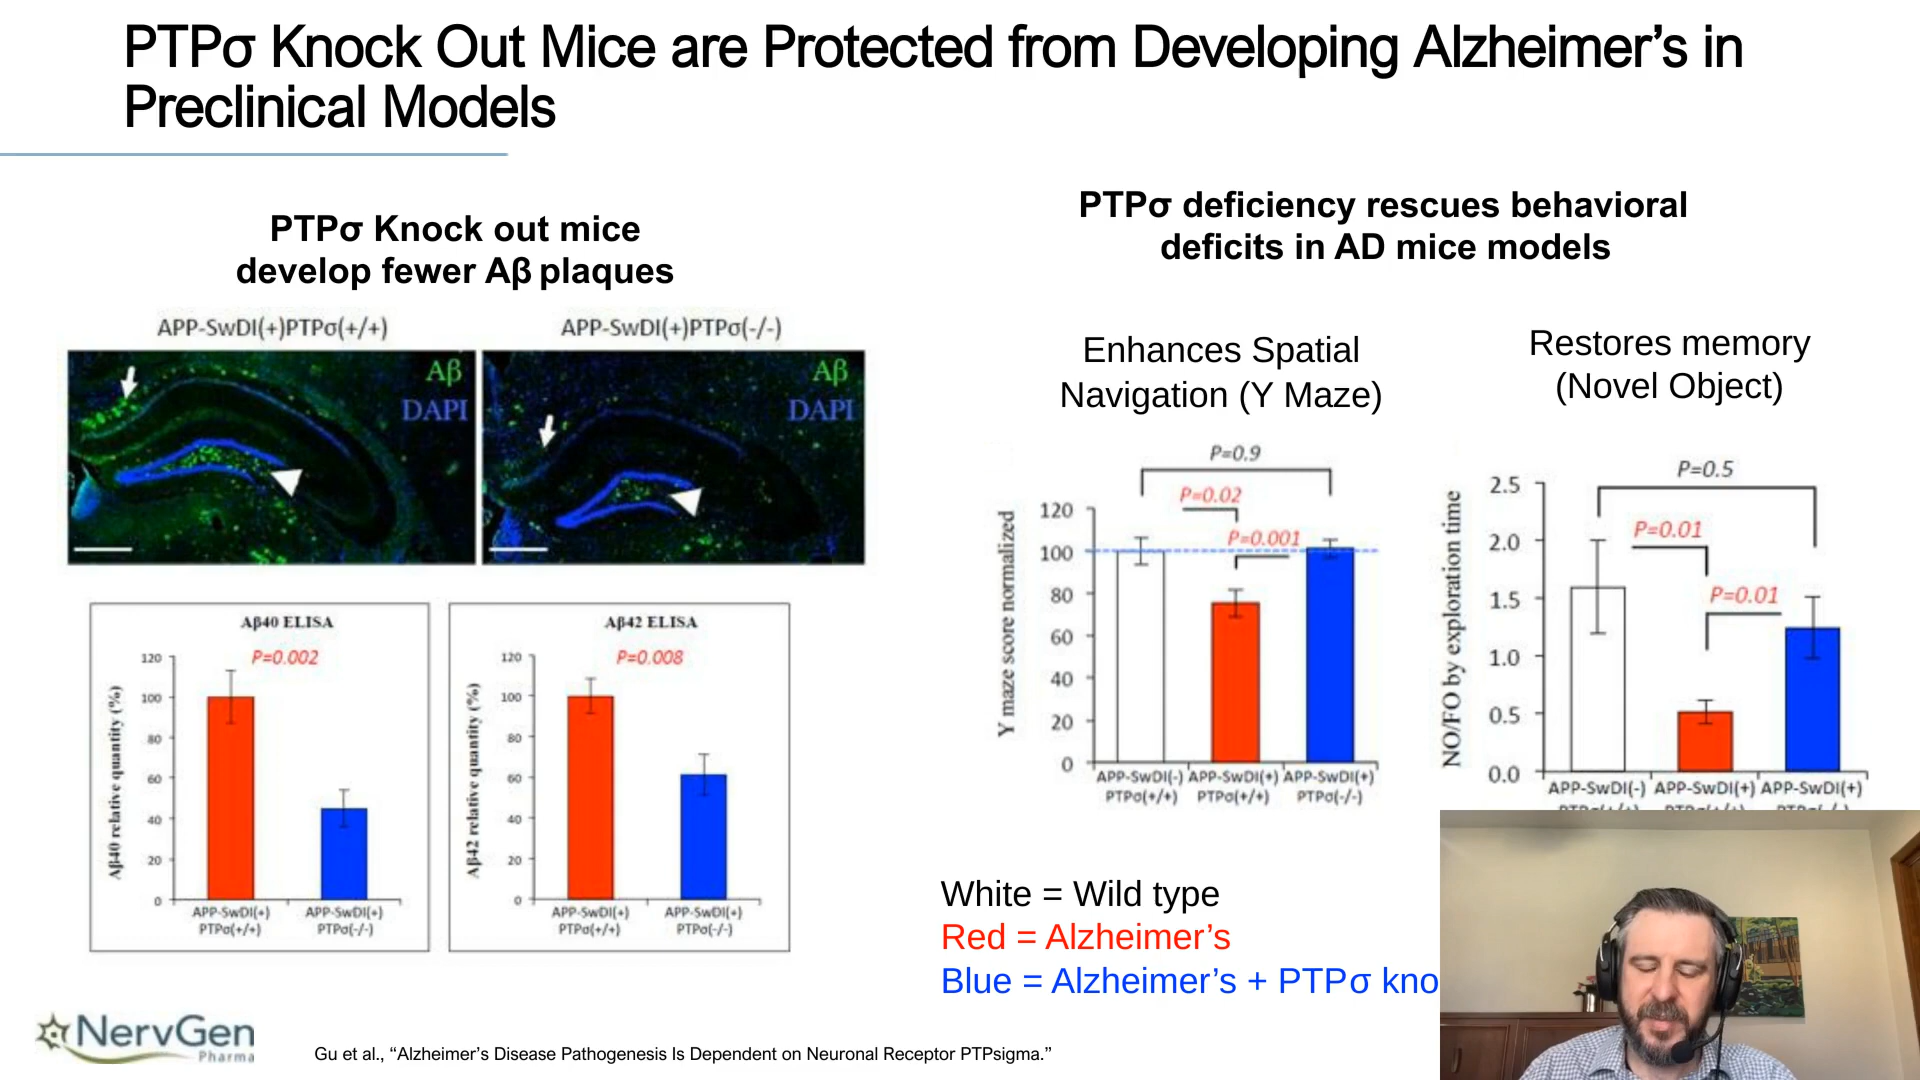 PTPσ Knock Out Mice are Protected from Developing Alzheimer’s in
Preclinical Models
PTPσ Knock out mice
develop fewer Aβ plaques
APP-SwDI(+)PTPσ(+/+)
APP-SwDI(+)PTPσ(-/-)
Aβ
DAPI
Aβ
DAPI
Aβ40 ELISA
P=0.002
Aβ40 relative quantity (%)
120
100
80
60
40
20
0
APP-SwDI(+)
PTPσ(+/+)
APP-SwDI(+)
PTPσ(-/-)
Aβ42 ELISA
P=0.008
Aβ42 relative quantity (%)
120
100
80
60
40
20
0
APP-SwDI(+)
PTPσ(+/+)
APP-SwDI(+)
PTPσ(-/-)
PTPσ deficiency rescues behavioral
deficits in AD mice models
Enhances Spatial
Navigation (Y Maze)
P=0.9
P=0.02
P=0.001
Y maze score normalized
120
100
80
60
40
20
0
APP-SwDI(-)
PTPσ(+/+)
APP-SwDI(+)
PTPσ(+/+)
APP-SwDI(+)
PTPσ(-/-)
Restores memory
(Novel Object)
P=0.5
P=0.01
P=0.01
NO/FO by exploration time
2.5
2.0
1.5
1.0
0.5
0.0
APP-SwDI(-)
APP-SwDI(+)
APP-SwDI(+)
White = Wild type
Red = Alzheimer’s
Blue = Alzheimer’s + PTPσ kno
NervGen
Pharma
Gu et al., “Alzheimer’s Disease Pathogenesis Is Dependent on Neuronal Receptor PTPsigma.”